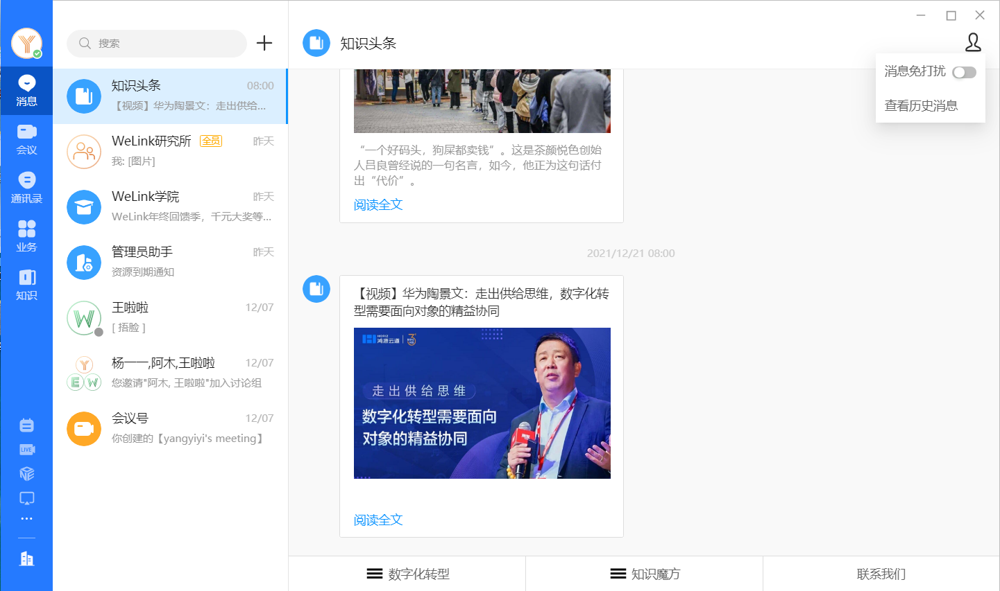 搜索
消息
会议
通讯录
业务
知识
LIVE
知识头条
08:00
【视频】华为陶景文：走出供给...
WeLink研究所
全员
昨天
我: [图片]
WeLink学院
昨天
WeLink年终回馈季，千元大奖等...
管理员助手
昨天
资源到期通知
王啦啦
12/07
[ 捂脸 ]
杨一一,阿木,王啦啦
12/07
您邀请"阿木, 王啦啦"加入讨论组
会议号
12/07
你创建的【yangyiyi's meeting】
知识头条
消息免打扰
查看历史消息
“一个好码头，狗屎都卖钱”。这是茶颜悦色创始
人吕良曾经说的一句名言，如今，他正为这句话付
出“代价”。
阅读全文
2021/12/21 08:00
【视频】华为陶景文：走出供给思维，数字化转
型需要面向对象的精益协同
走出供给思维
数字化转型需要面向
对象的精益协同
阅读全文
数字化转型
知识魔方
联系我们